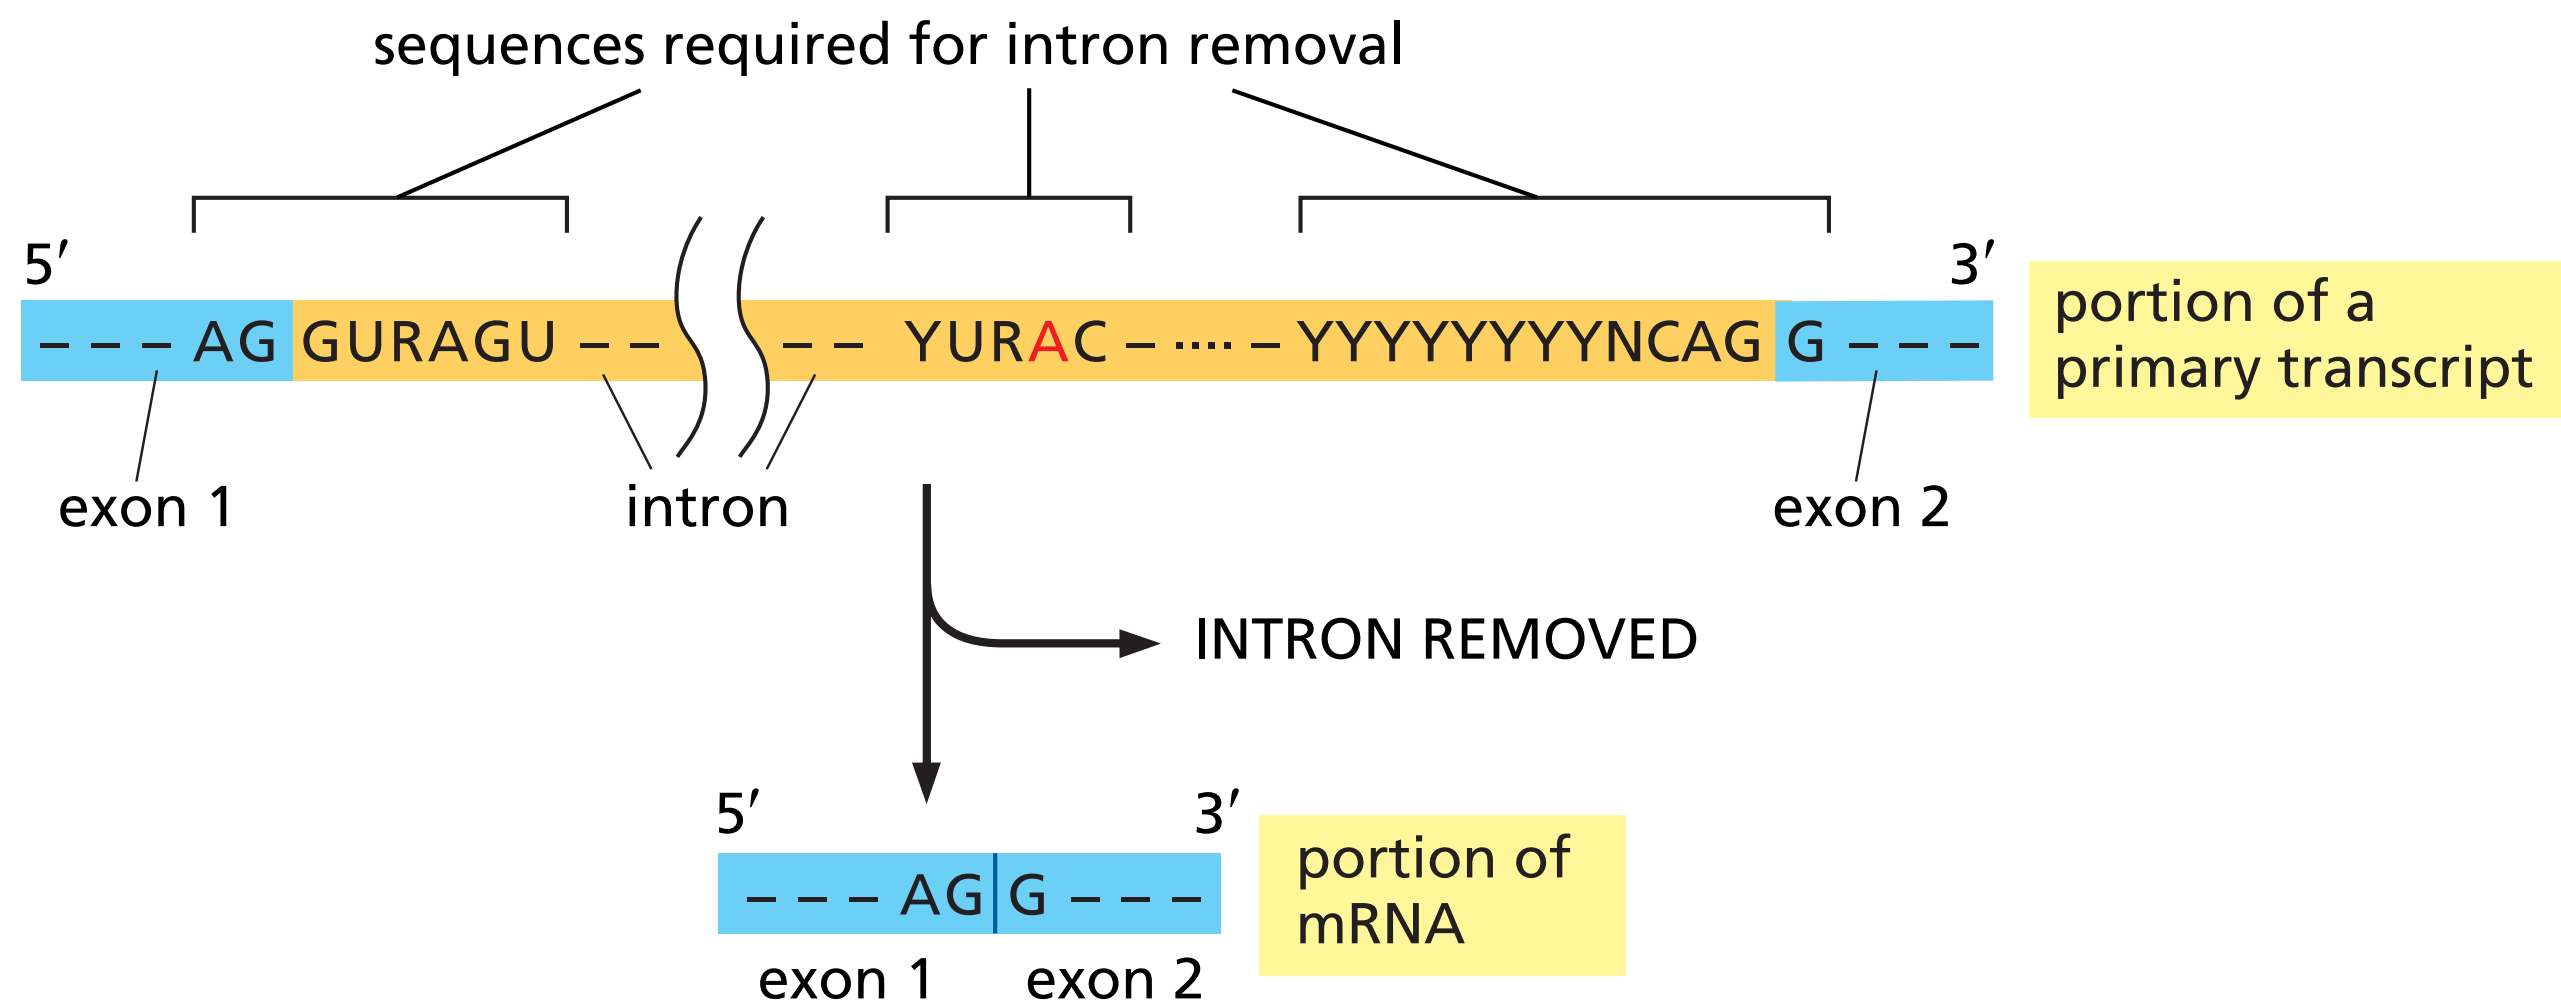 sequences required for intron removal
5′ 3′
– – – AG GURAGU – – – – YURAC – ····· – YYYYYYYYNCAG G – – –
portion of a
primary transcript
exon 1 intron exon 2
INTRON REMOVED
5′ 3′
– – – AG G – – –
portion of
mRNA
exon 1 exon 2